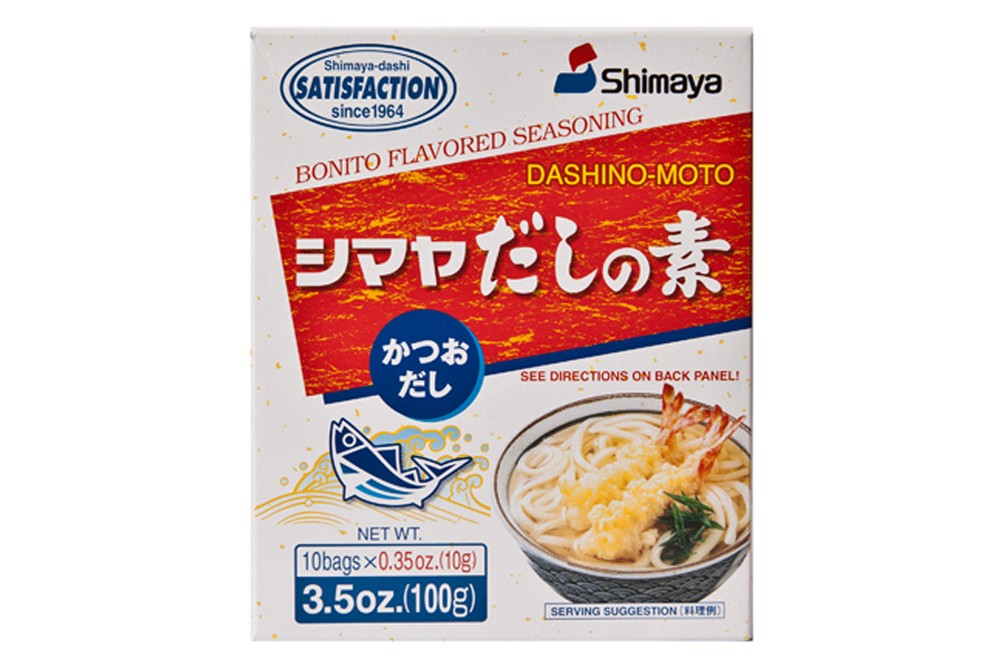 Shimaya-dashi
SATISFACTION
since1964
Shimaya
BONITO FLAVORED SEASONING
DASHINO-MOTO
シマヤだしの素
かつお
だし
SEE DIRECTIONS ON BACK PANEL!
NET WT.
10bags×0.35oz.(10g)
3.5oz.(100g)
SERVING SUGGESTION(料理例)